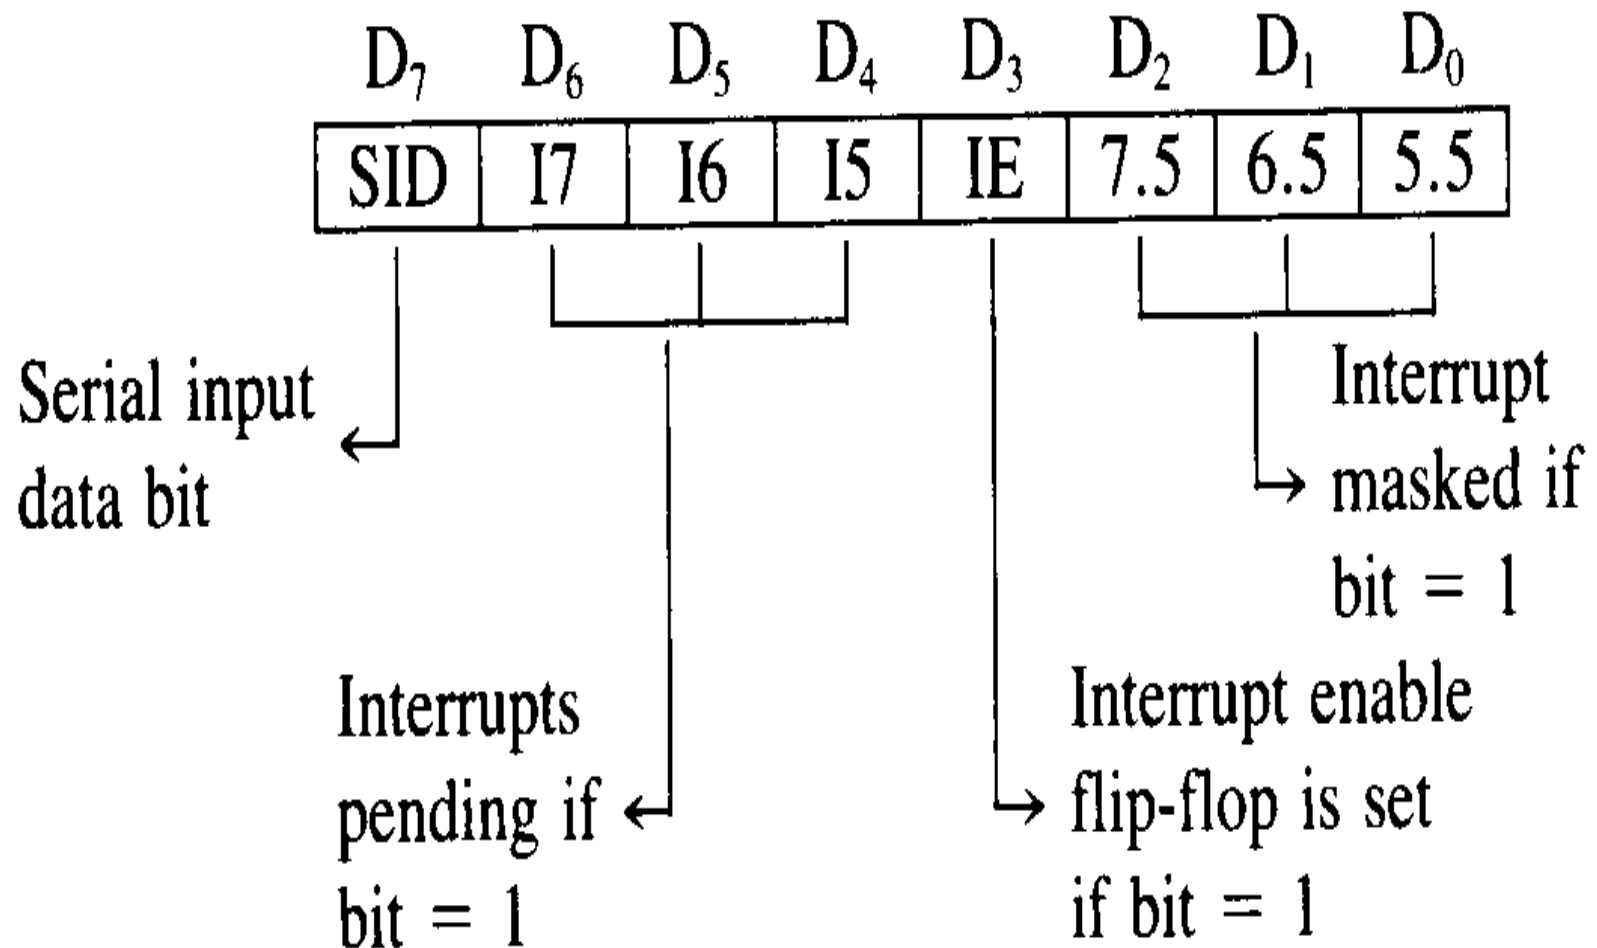 D₇ D₆ D₅ D₄ D₃ D₂ D₁ D₀
SID I7 I6 I5 IE 7.5 6.5 5.5
Serial input
data bit
Interrupt
masked if
bit = 1
Interrupts
pending if
bit = 1
Interrupt enable
flip-flop is set
if bit = 1